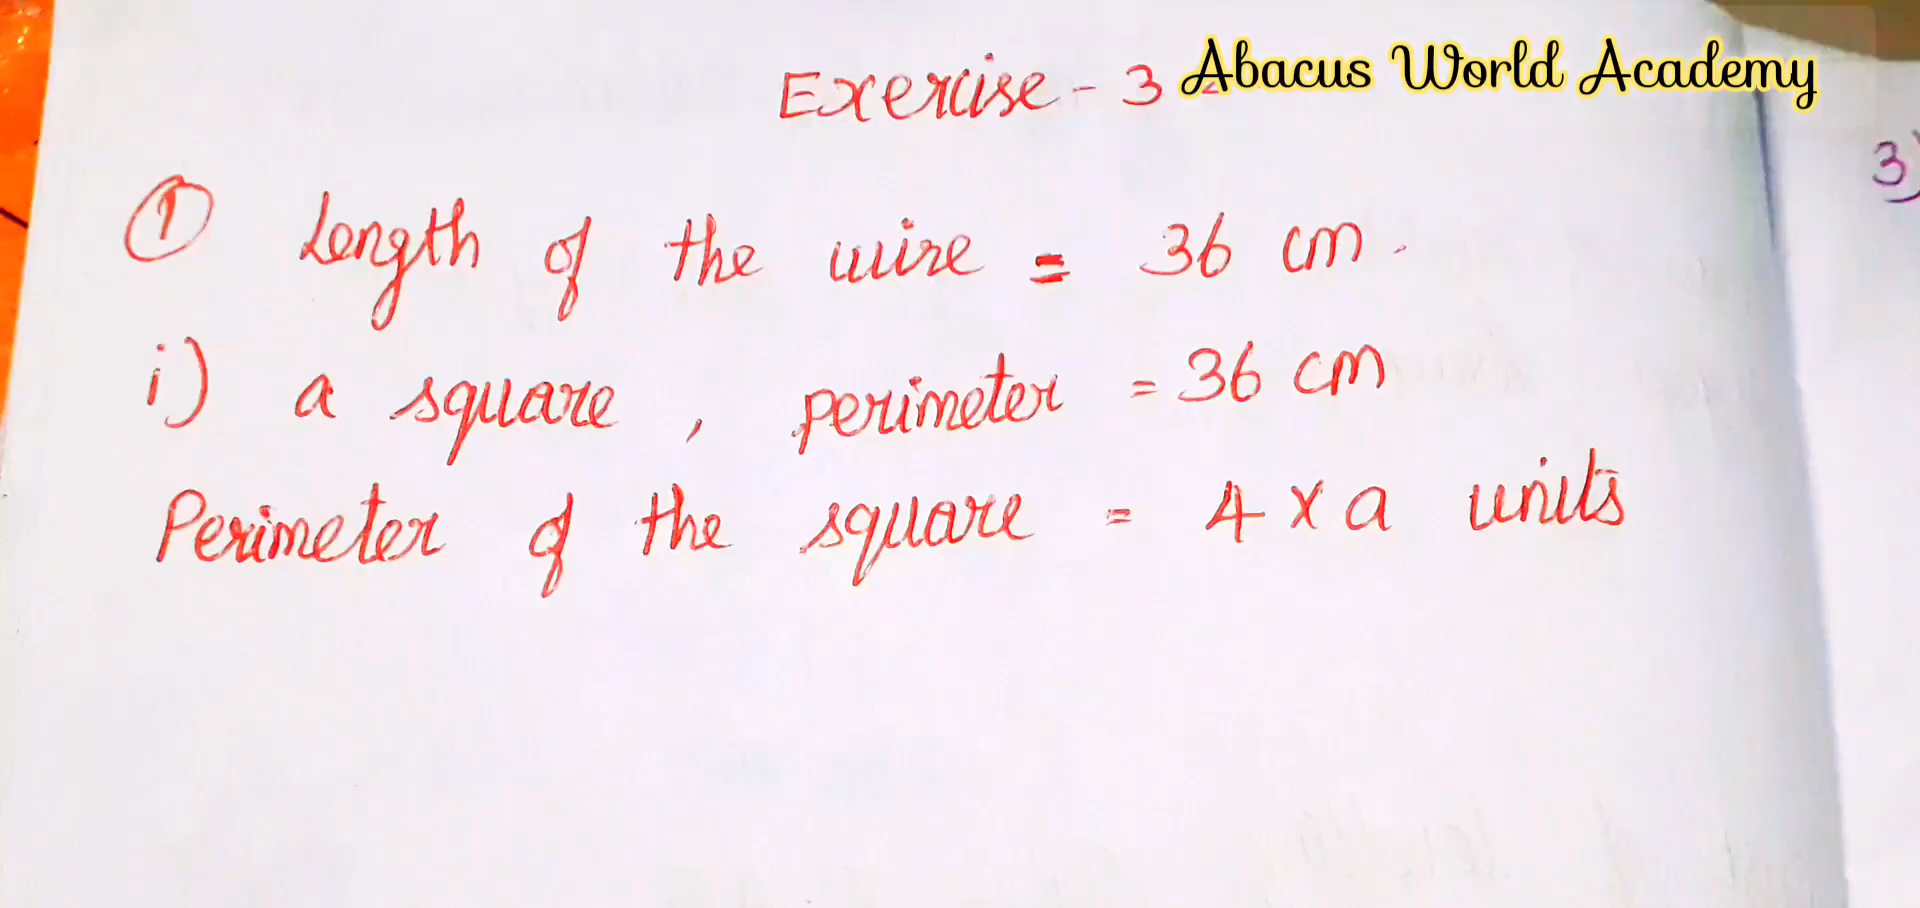 Exercise - 3
Abacus World Academy
① Length of the wire = 36 cm.
i) a square, perimeter = 36 cm
Perimeter of the square = 4 x a units
3)